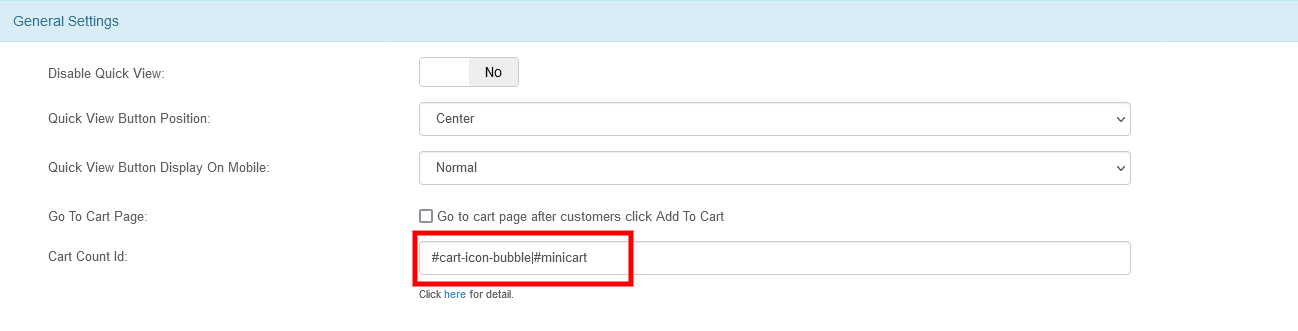 General Settings
Disable Quick View: No
Quick View Button Position: Center
Quick View Button Display On Mobile: Normal
Go To Cart Page: Go to cart page after customers click Add To Cart
Cart Count Id: #cart-icon-bubble|#minicart
Click here for detail.